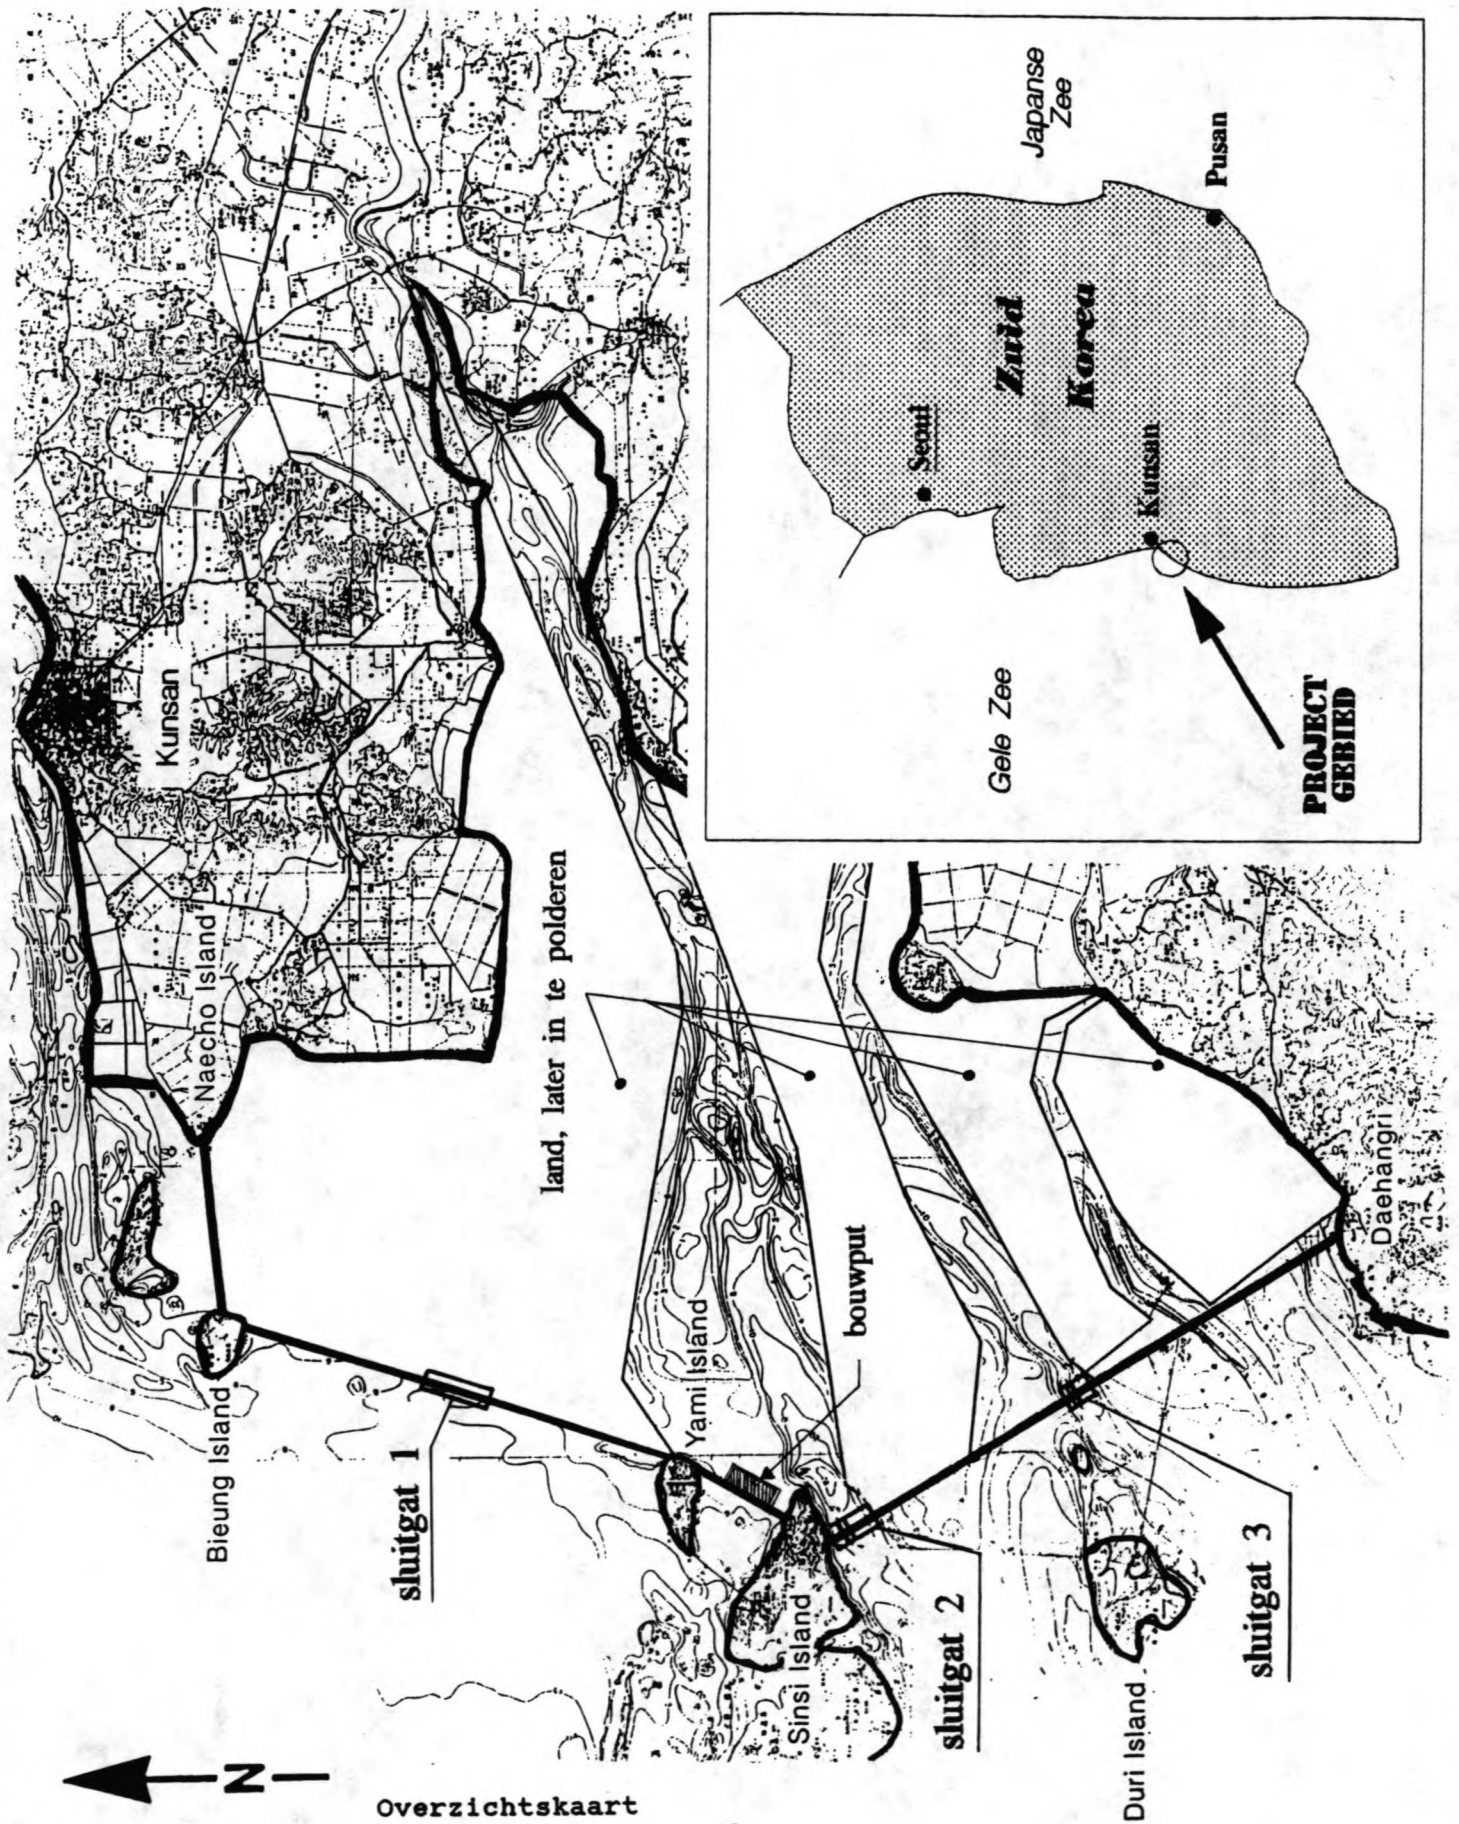 Japanse
Zee
Pusan
Zuid
Korea
Seoul
Kunsan
Gele Zee
PROJECT
GEBIED
Kunsan
Naecho Island
land, later in te polderen
Yami Island
bouwput
Daehangri
Bieung Island
sluitgat 1
Sinsi Island
sluitgat 2
sluitgat 3
Duri Island
N
Overzichtskaart